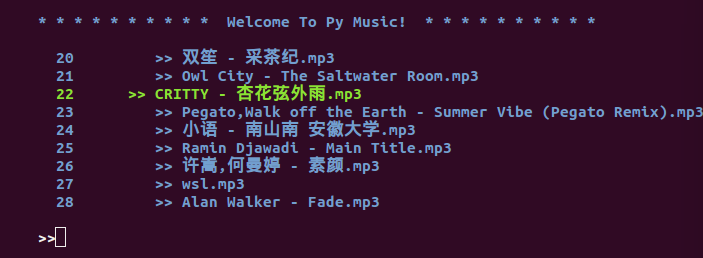 * * * * * * * * * * Welcome To Py Music! * * * * * * * * * *
20 >> 双笙 - 采茶纪.mp3
21 >> Owl City - The Saltwater Room.mp3
22 >> CRITTY - 杏花弦外雨.mp3
23 >> Pegato,Walk off the Earth - Summer Vibe (Pegato Remix).mp3
24 >> 小语 - 南山南 安徽大学.mp3
25 >> Ramin Djawadi - Main Title.mp3
26 >> 许嵩,何曼婷 - 素颜.mp3
27 >> wsl.mp3
28 >> Alan Walker - Fade.mp3
>>